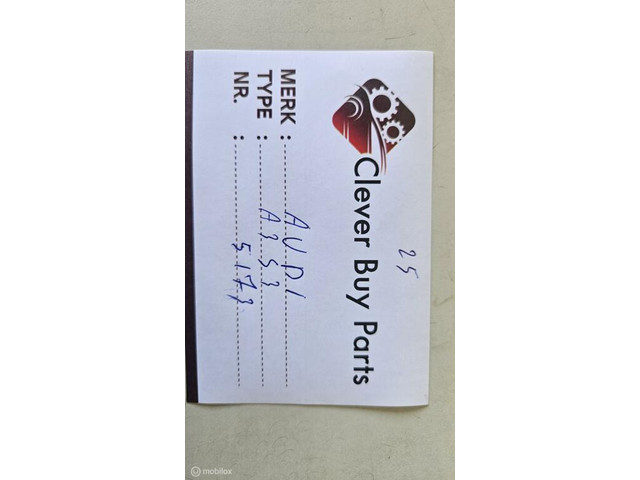 25
Clever Buy Parts
MERK : AUDI
TYPE : A3 S3
NR. : 5173
mobilox